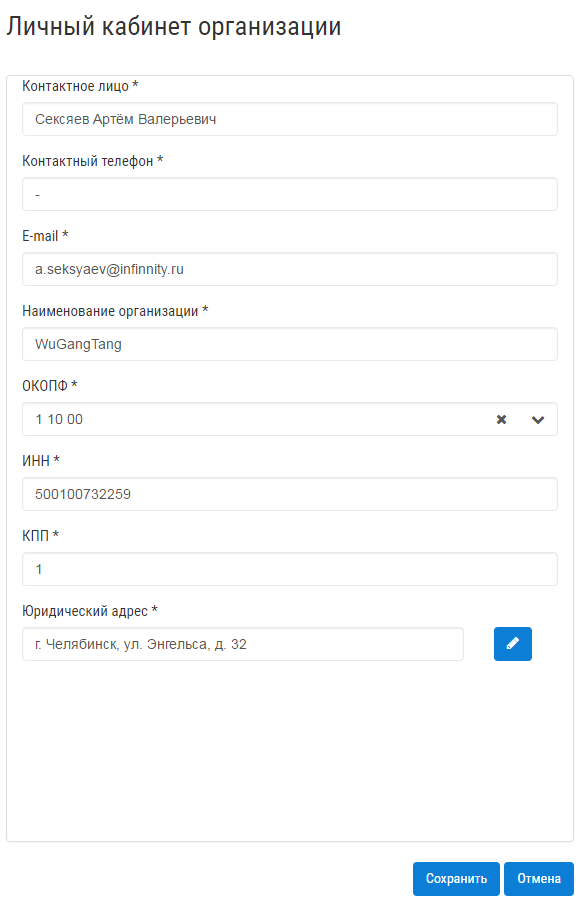 Личный кабинет организации
Контактное лицо *
Сексяев Артём Валерьевич
Контактный телефон *
-
E-mail *
a.seksyaev@infinnity.ru
Наименование организации *
WuGangTang
ОКОПФ *
1 10 00
ИНН *
500100732259
КПП *
1
Юридический адрес *
г. Челябинск, ул. Энгельса, д. 32
Сохранить Отмена